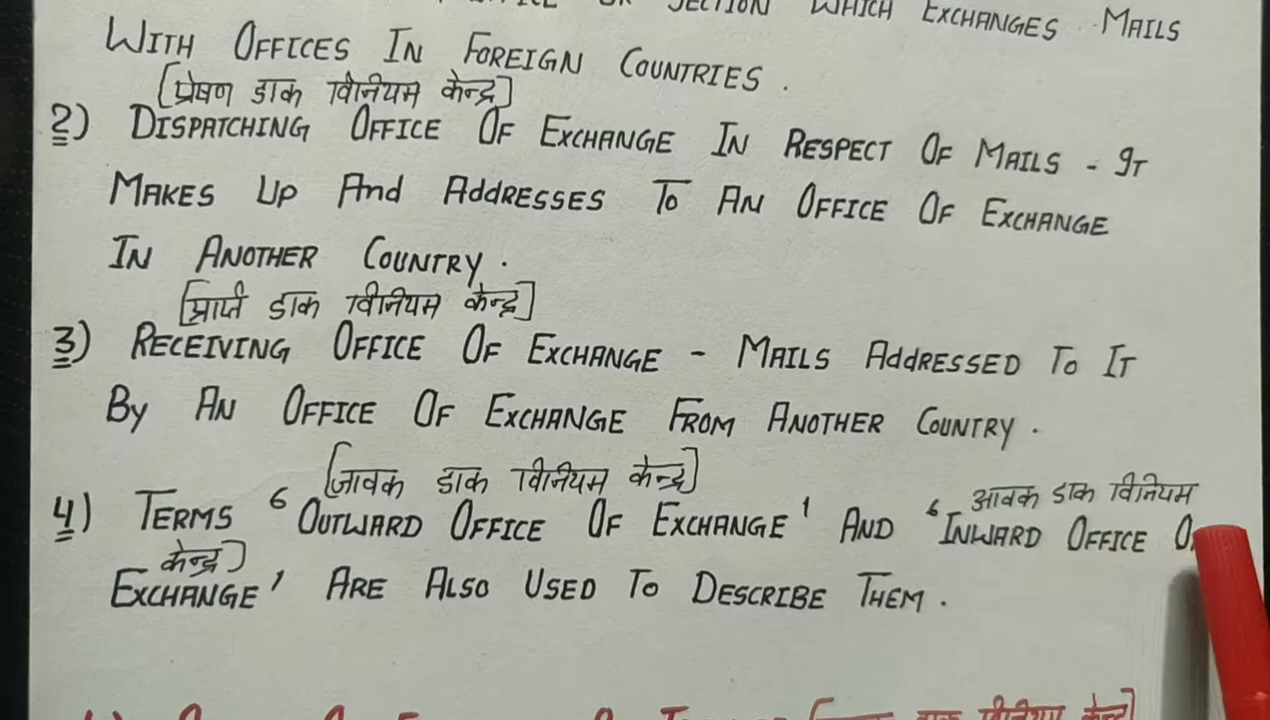 SECTION WHICH EXCHANGES MAILS
WITH OFFICES IN FOREIGN COUNTRIES.
[प्रेषण डाक विनियम केन्द्र]
2) DISPATCHING OFFICE OF EXCHANGE IN RESPECT OF MAILS - IT
MAKES UP AND ADDRESSES TO AN OFFICE OF EXCHANGE
IN ANOTHER COUNTRY.
[प्राप्त डाक विनियम केन्द्र]
3) RECEIVING OFFICE OF EXCHANGE - MAILS ADDRESSED TO IT
BY AN OFFICE OF EXCHANGE FROM ANOTHER COUNTRY.
[जावक डाक विनियम केन्द्र]
आवक डाक विनियम
4) TERMS ‘OUTWARD OFFICE OF EXCHANGE’ AND ‘INWARD OFFICE
केन्द्र]
EXCHANGE’ ARE ALSO USED TO DESCRIBE THEM.
डाक विनियम केन्द्र]